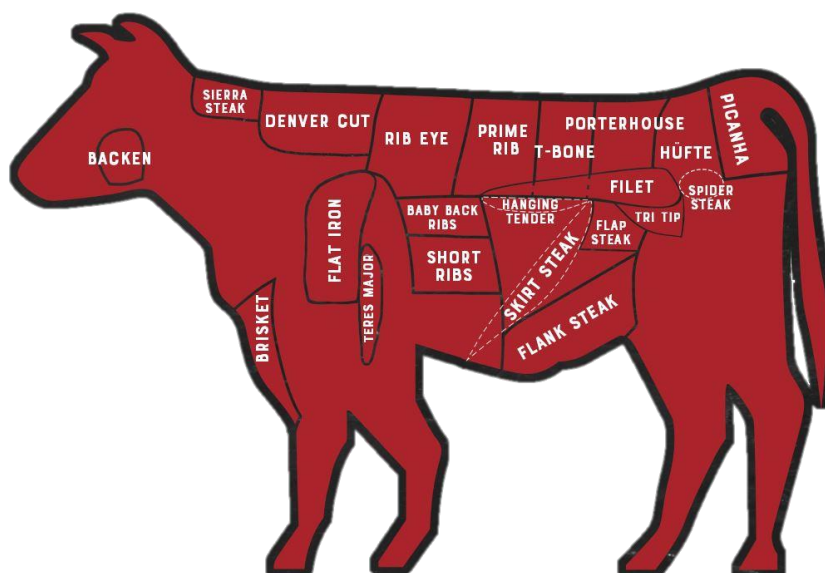 SIERRA
STEAK
DENVER CUT
RIB EYE
PRIME
RIB
T-BONE
PORTERHOUSE
HÜFTE
PICANHA
BACKEN
FILET
SPIDER
STEAK
HANGING
TENDER
TRI TIP
FLAP
STEAK
BABY BACK
RIBS
SHORT
RIBS
FLAT IRON
TERES MAJOR
SKIRT STEAK
FLANK STEAK
BRISKET